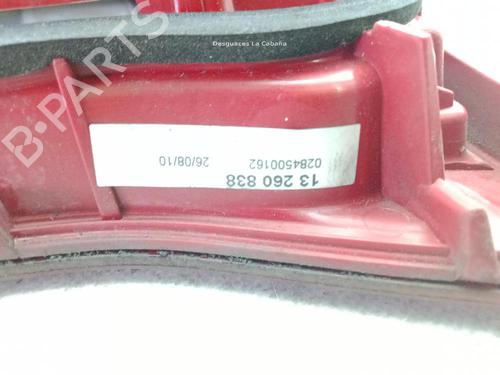 Desguaces La Cabaña
B-PARTS
13 260 838
0284500162
26/08/10